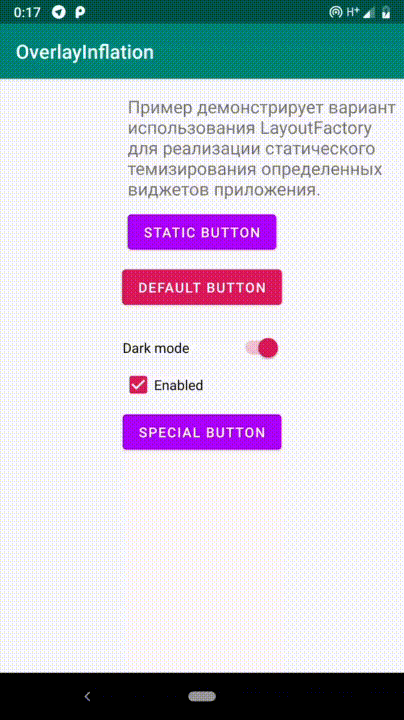 0:17 H+
OverlayInflation
Пример демонстрирует вариант
использования LayoutFactory
для реализации статического
темизирования определенных
виджетов приложения.
STATIC BUTTON
DEFAULT BUTTON
Dark mode
Enabled
SPECIAL BUTTON